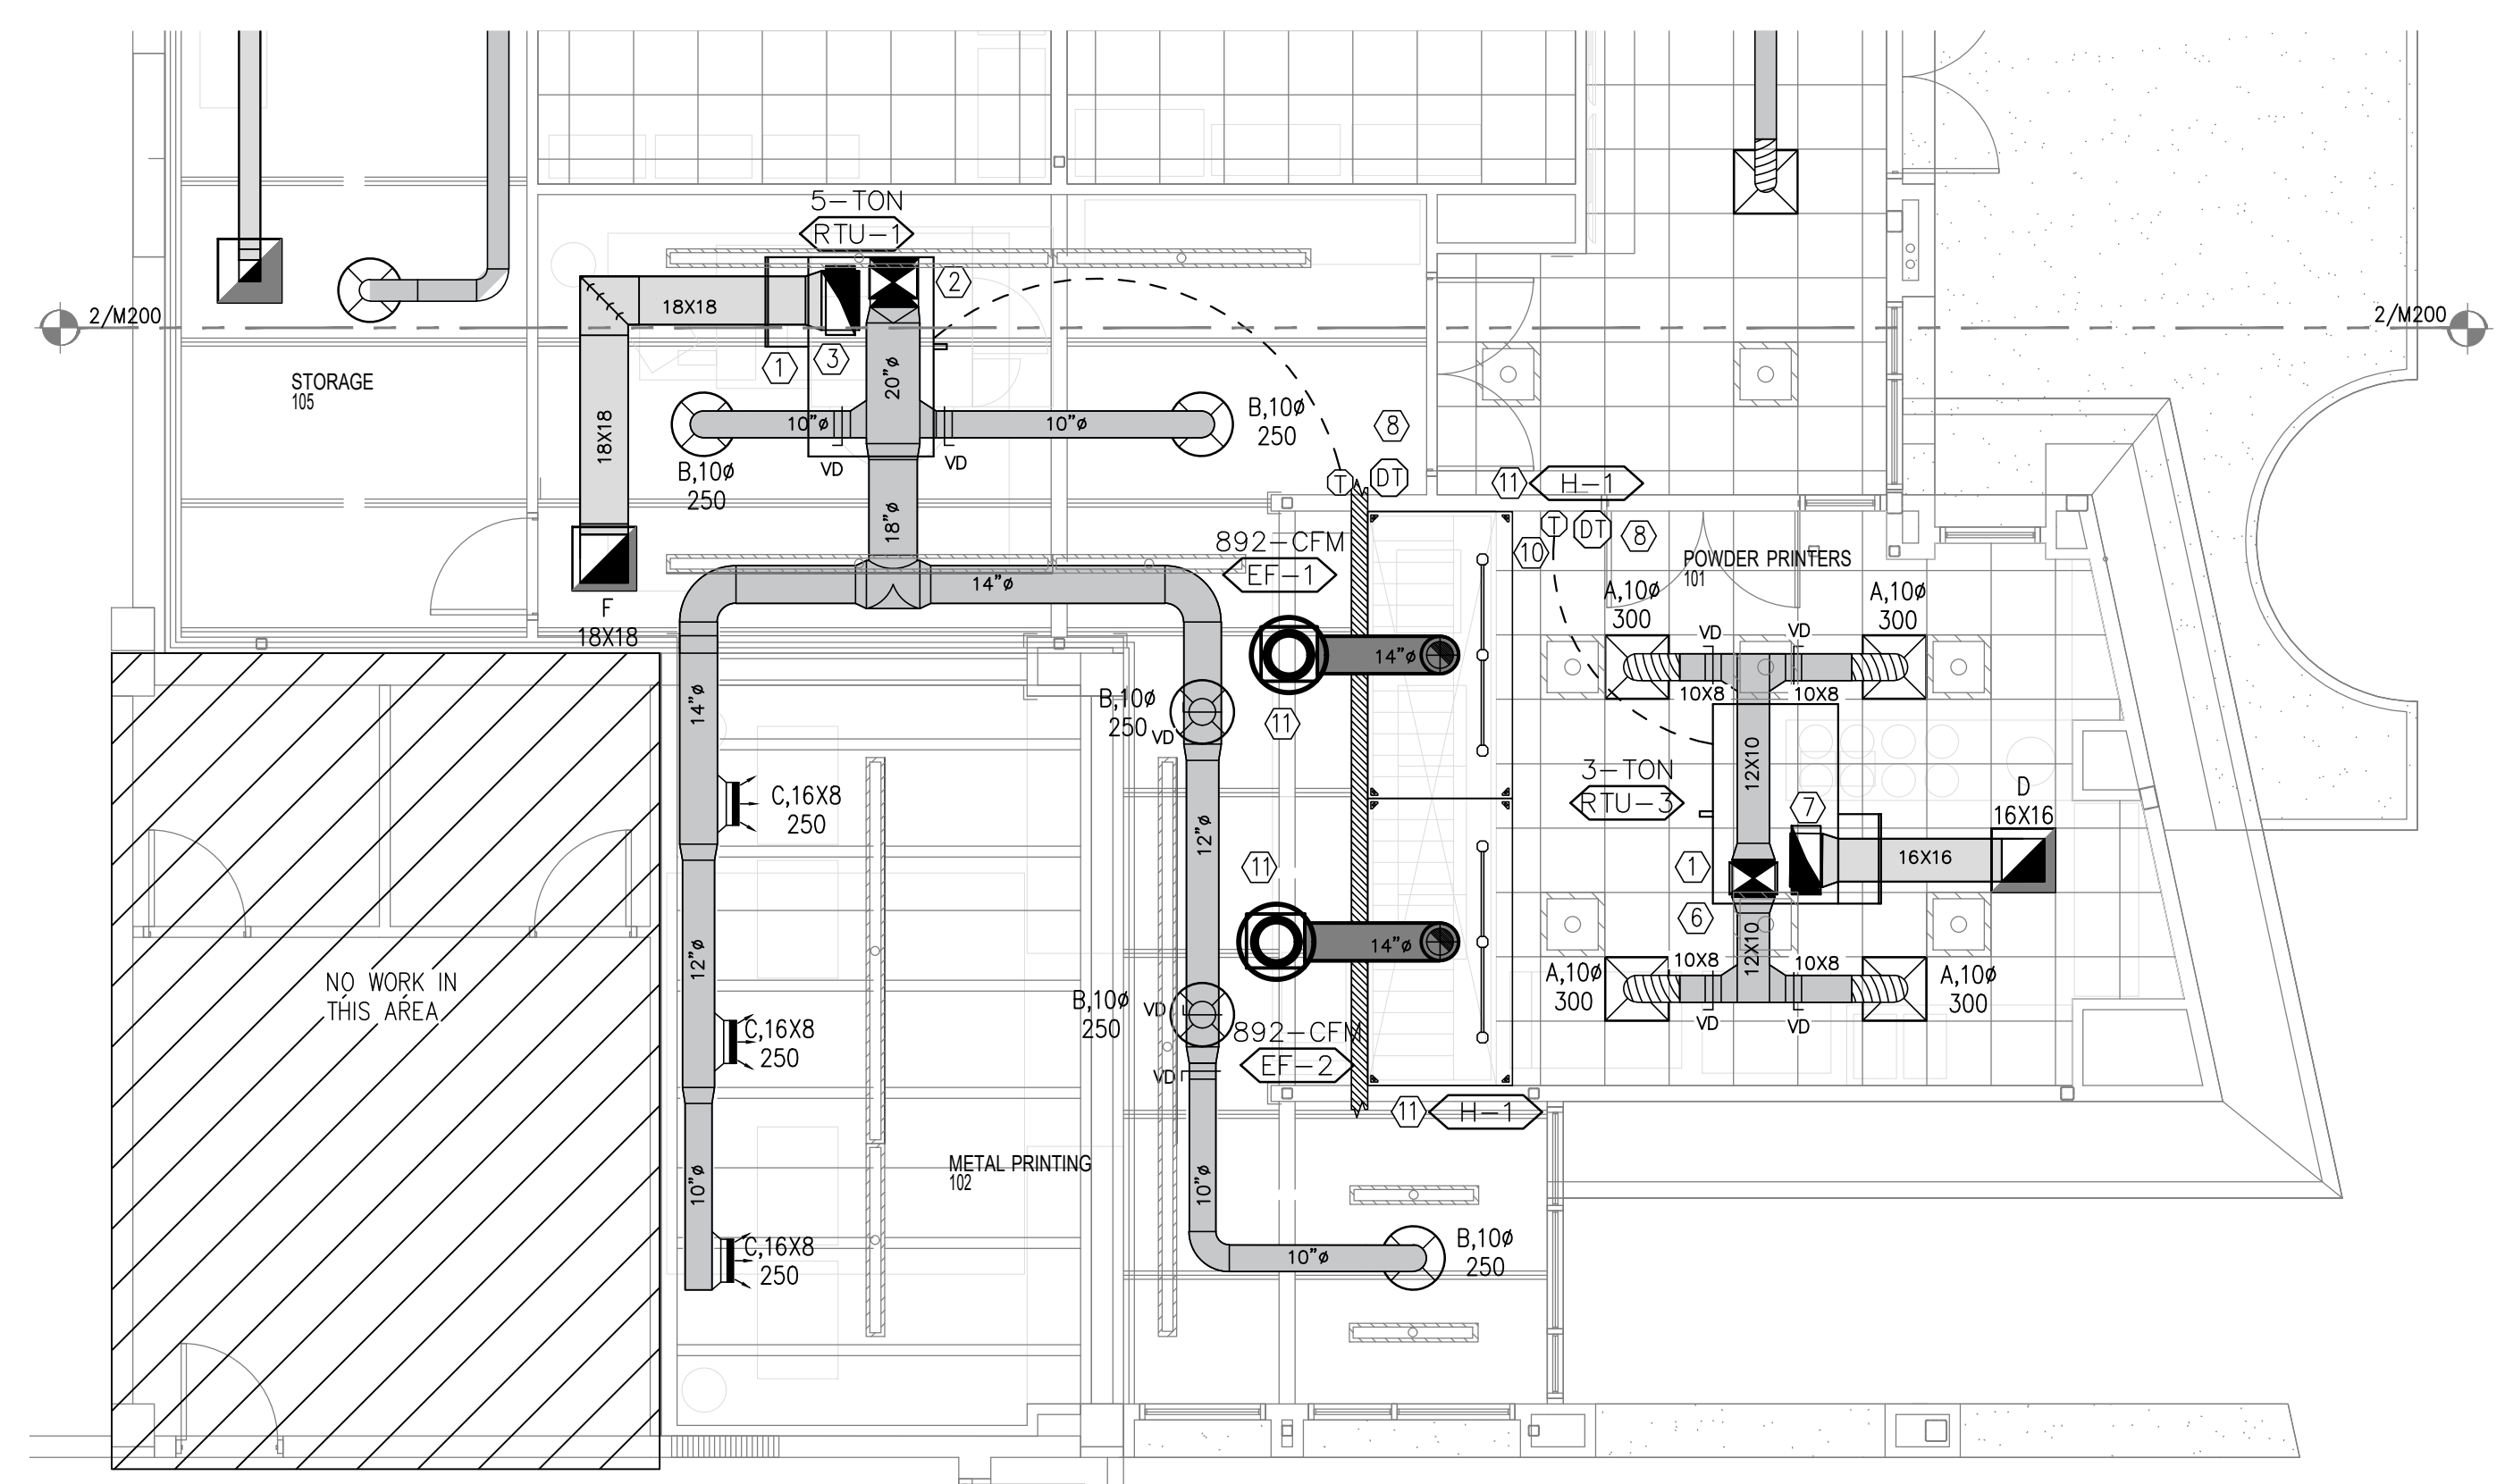 5-TON
RTU-1
2
2/M200
2/M200
18X18
1
3
STORAGE
105
20"ø
18X18
10"ø
10"ø
B,10ø
250
8
VD
VD
B,10ø
250
T
DT
11
H-1
18"ø
T
DT
8
892-CFM
EF-1
10
POWDER PRINTERS
101
14"ø
F
18X18
A,10ø
300
A,10ø
300
VD
VD
14"ø
14"ø
10X8
10X8
B,10ø
250
VD
11
12X10
3-TON
RTU-3
7
D
16X16
C,16X8
250
12"ø
11
1
16X16
6
12"ø
14"ø
12X10
10X8
10X8
NO WORK IN
THIS AREA
A,10ø
300
A,10ø
300
B,10ø
250
VD
VD
VD
C,16X8
250
892-CFM
EF-2
VD
11
H-1
METAL PRINTING
102
10"ø
10"ø
C,16X8
250
10"ø
B,10ø
250